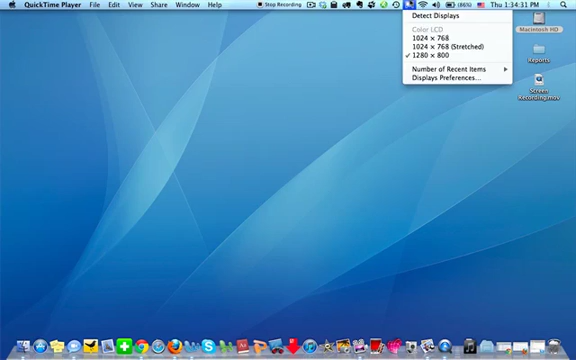 QuickTime Player File Edit View Share Window Help Stop Recording (86%) Thu 1:34:31 PM
Detect Displays
Color LCD
1024 × 768
1024 × 768 (Stretched)
✓ 1280 × 800
Number of Recent Items
Displays Preferences...
Macintosh HD
Reports
Screen
Recording.mov